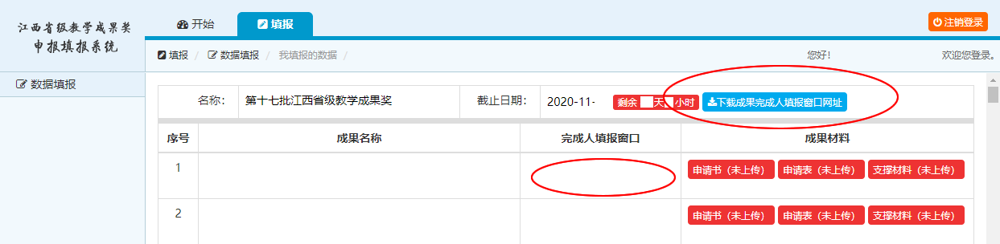 江西省级教学成果奖
申报填报系统
开始
填报
注销登录
填报 / 数据填报 / 我填报的数据 /
您好!
欢迎您登录。
数据填报
名称: 第十七批江西省级教学成果奖 截止日期: 2020-11- 剩余 天 小时 下载成果完成人填报窗口网址
序号 成果名称 完成人填报窗口 成果材料
1 申请书（未上传） 申请表（未上传） 支撑材料（未上传）
2 申请书（未上传） 申请表（未上传） 支撑材料（未上传）